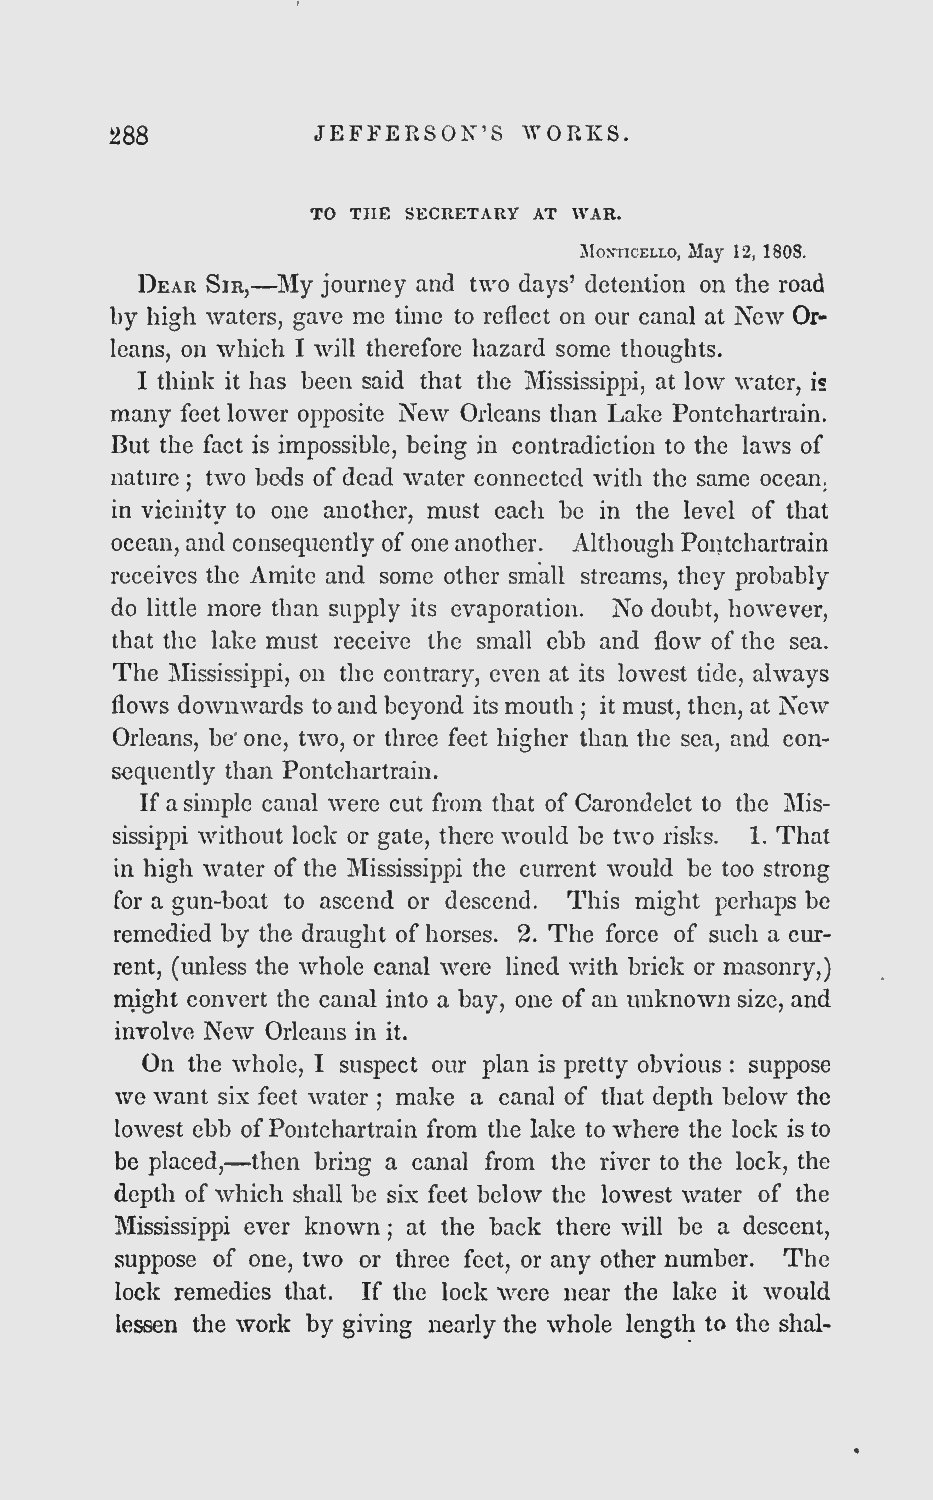 288 JEFFERSON'S WORKS.
TO THE SECRETARY AT WAR.
MONTICELLO, May 12, 1808.
DEAR SIR,—My journey and two days' detention on the road
by high waters, gave me time to reflect on our canal at New Or-
leans, on which I will therefore hazard some thoughts.
I think it has been said that the Mississippi, at low water, is
many feet lower opposite New Orleans than Lake Pontchartrain.
But the fact is impossible, being in contradiction to the laws of
nature; two beds of dead water connected with the same ocean,
in vicinity to one another, must each be in the level of that
ocean, and consequently of one another. Although Pontchartrain
receives the Amite and some other small streams, they probably
do little more than supply its evaporation. No doubt, however,
that the lake must receive the small ebb and flow of the sea.
The Mississippi, on the contrary, even at its lowest tide, always
flows downwards to and beyond its mouth; it must, then, at New
Orleans, be one, two, or three feet higher than the sea, and con-
sequently than Pontchartrain.
If a simple canal were cut from that of Carondelet to the Mis-
sissippi without lock or gate, there would be two risks. 1. That
in high water of the Mississippi the current would be too strong
for a gun-boat to ascend or descend. This might perhaps be
remedied by the draught of horses. 2. The force of such a cur-
rent, (unless the whole canal were lined with brick or masonry,)
might convert the canal into a bay, one of an unknown size, and
involve New Orleans in it.
On the whole, I suspect our plan is pretty obvious: suppose
we want six feet water; make a canal of that depth below the
lowest ebb of Pontchartrain from the lake to where the lock is to
be placed,—then bring a canal from the river to the lock, the
depth of which shall be six feet below the lowest water of the
Mississippi ever known; at the back there will be a descent,
suppose of one, two or three feet, or any other number. The
lock remedies that. If the lock were near the lake it would
lessen the work by giving nearly the whole length to the shal-